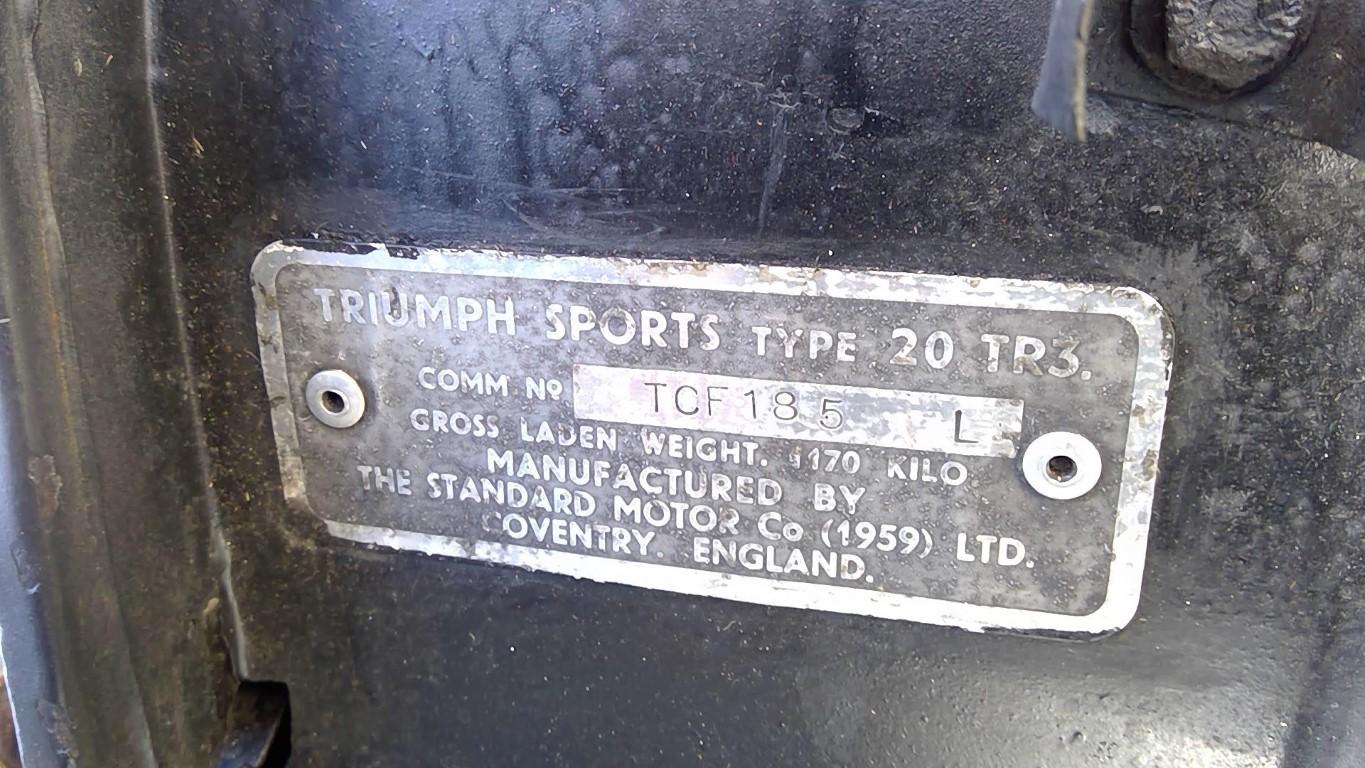 TRIUMPH SPORTS TYPE 20 TR3.
COMM Nº TCF185 L
GROSS LADEN WEIGHT. 1170 KILO
MANUFACTURED BY
THE STANDARD MOTOR Co (1959) LTD.
COVENTRY. ENGLAND.